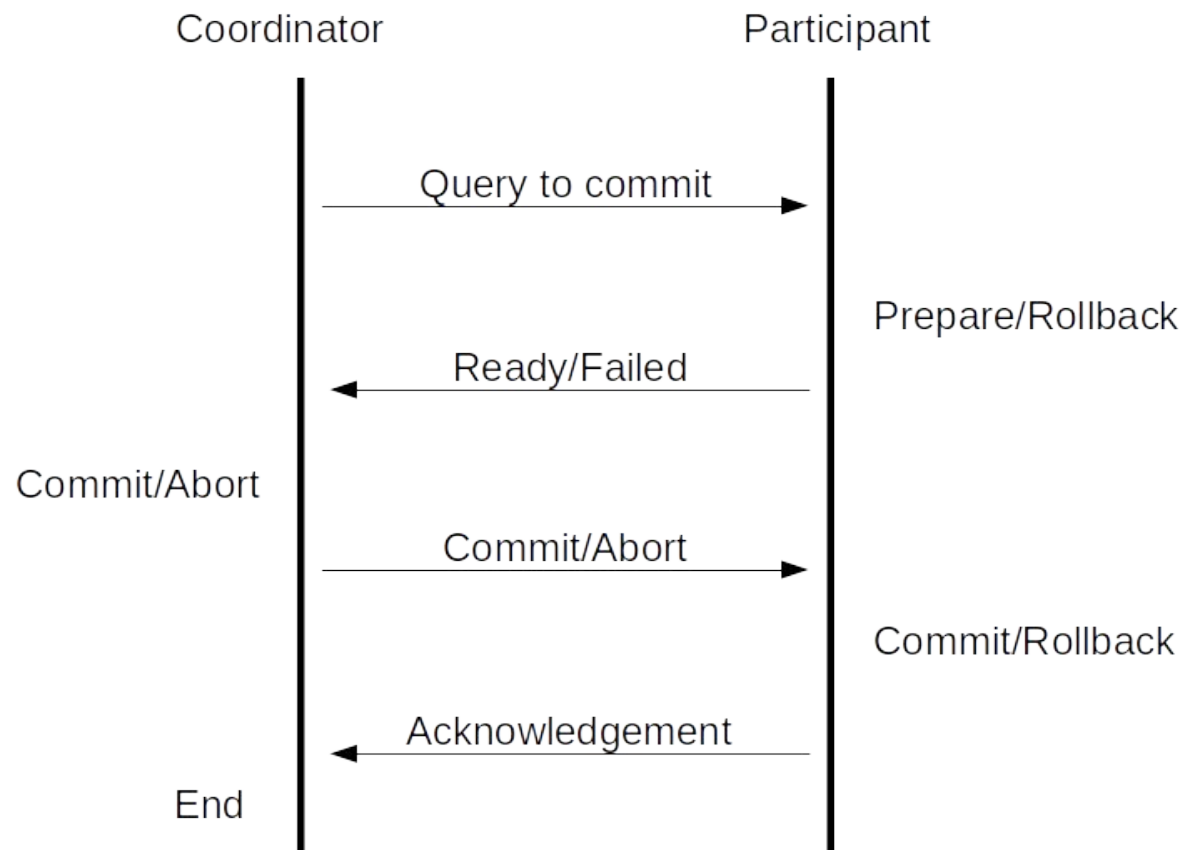 Coordinator
Participant
Query to commit
Prepare/Rollback
Ready/Failed
Commit/Abort
Commit/Abort
Commit/Rollback
Acknowledgement
End